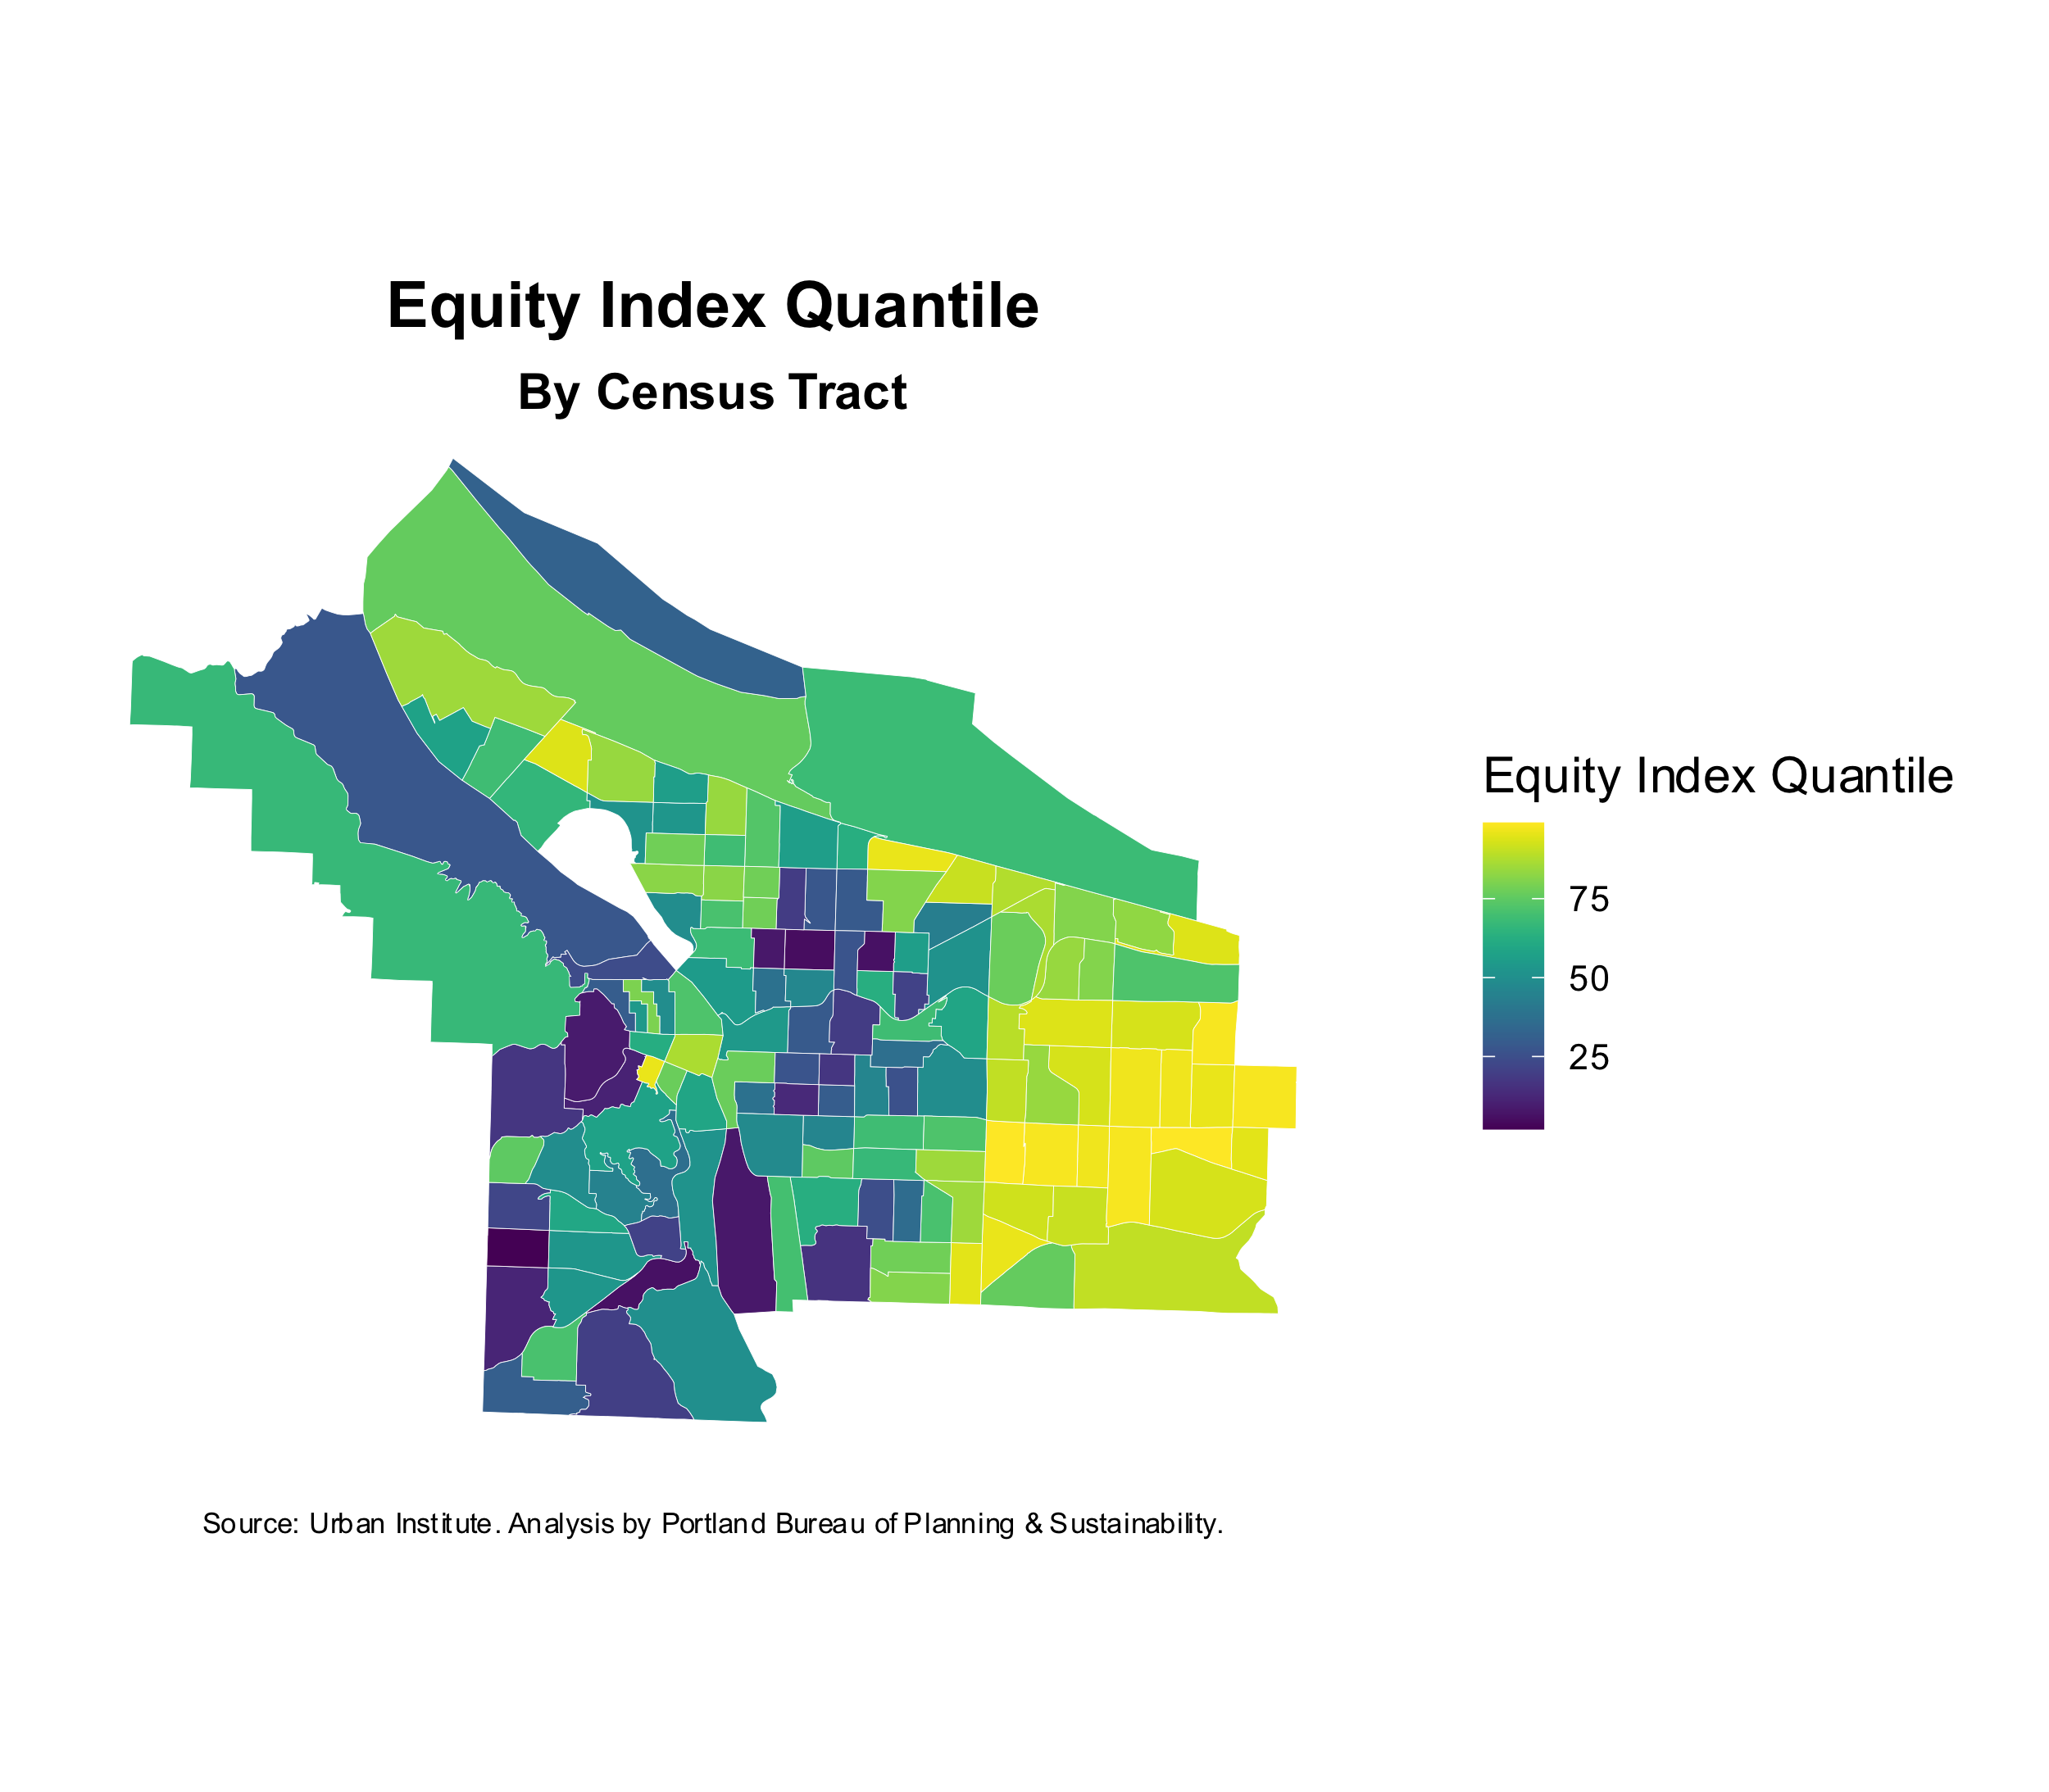 Equity Index Quantile
By Census Tract
Equity Index Quantile
75
50
25
Source: Urban Institute. Analysis by Portland Bureau of Planning & Sustainability.